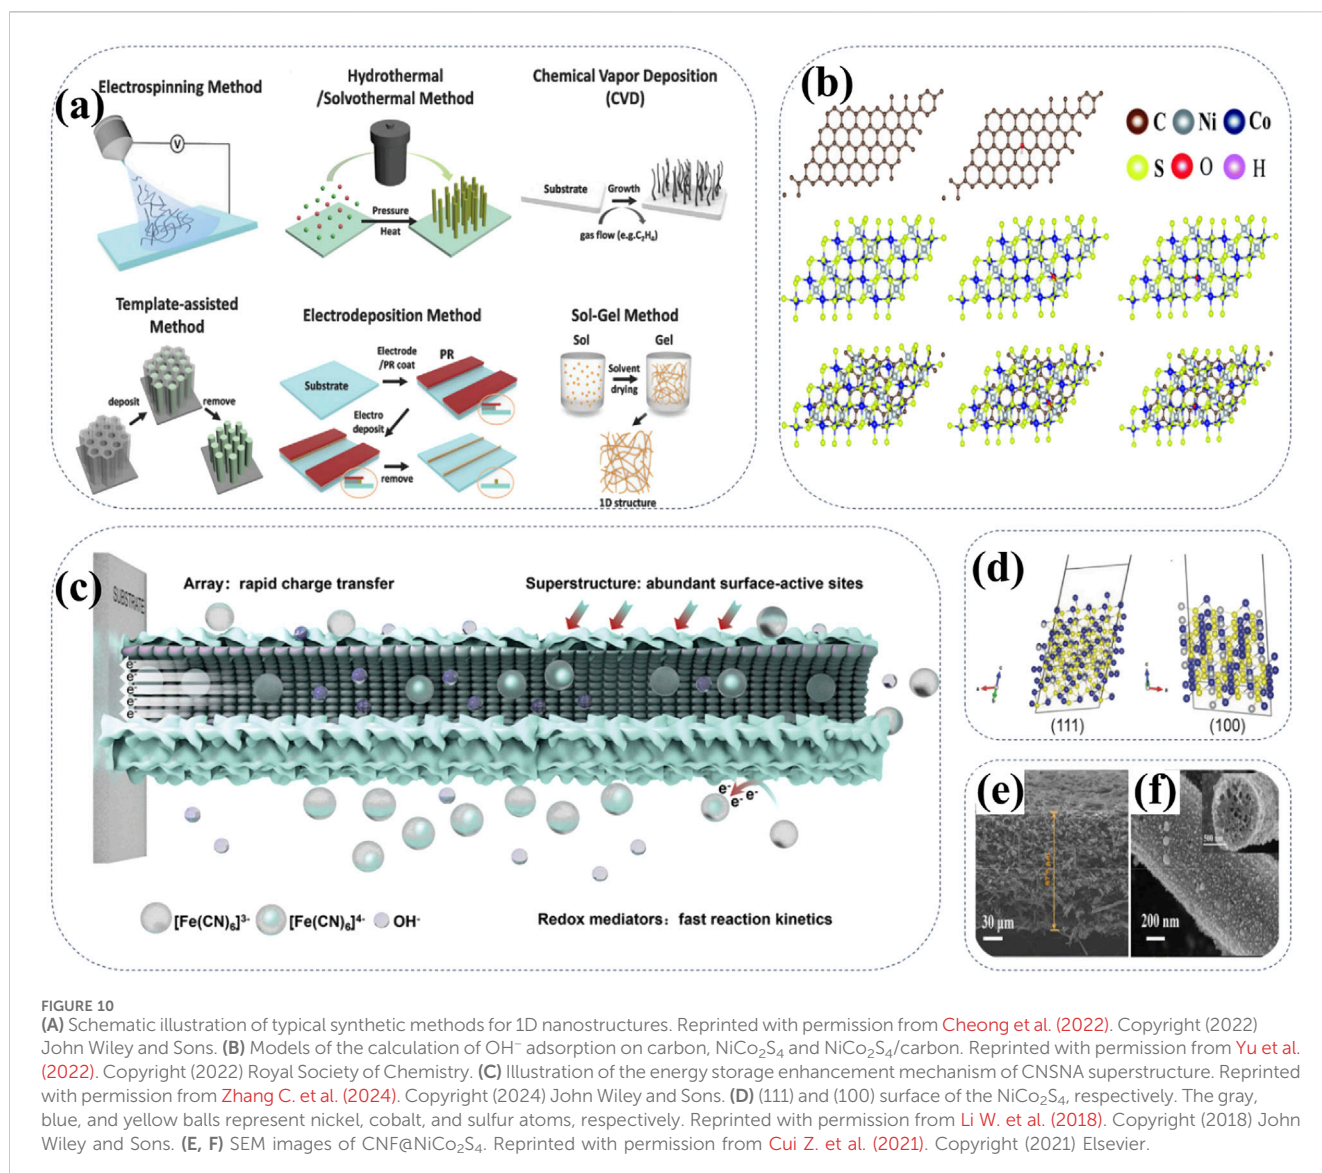 (a)
Electrospinning Method
V
Hydrothermal
/Solvothermal Method
Pressure
Heat
Chemical Vapor Deposition
(CVD)
Substrate
Growth
gas flow (e.g.C₂H₄)
Template-assisted
Method
deposit
remove
Electrodeposition Method
Substrate
Electrode
/PR coat
PR
Electro
deposit
remove
Sol-Gel Method
Sol
Gel
Solvent
drying
1D structure
(b)
C Ni Co
S O H
(c)
SUBSTRATE
Array: rapid charge transfer
Superstructure: abundant surface-active sites
e⁻
e⁻
e⁻
e⁻
e⁻
e⁻
e⁻ e⁻
[Fe(CN)₆]³⁻ [Fe(CN)₆]⁴⁻ OH⁻
Redox mediators: fast reaction kinetics
(d)
(111)
(100)
(e)
30 μm
(f)
500 nm
200 nm
FIGURE 10
(A) Schematic illustration of typical synthetic methods for 1D nanostructures. Reprinted with permission from Cheong et al. (2022). Copyright (2022)
John Wiley and Sons. (B) Models of the calculation of OH⁻ adsorption on carbon, NiCo₂S₄ and NiCo₂S₄/carbon. Reprinted with permission from Yu et al.
(2022). Copyright (2022) Royal Society of Chemistry. (C) Illustration of the energy storage enhancement mechanism of CNSNA superstructure. Reprinted
with permission from Zhang C. et al. (2024). Copyright (2024) John Wiley and Sons. (D) (111) and (100) surface of the NiCo₂S₄, respectively. The gray,
blue, and yellow balls represent nickel, cobalt, and sulfur atoms, respectively. Reprinted with permission from Li W. et al. (2018). Copyright (2018) John
Wiley and Sons. (E, F) SEM images of CNF@NiCo₂S₄. Reprinted with permission from Cui Z. et al. (2021). Copyright (2021) Elsevier.